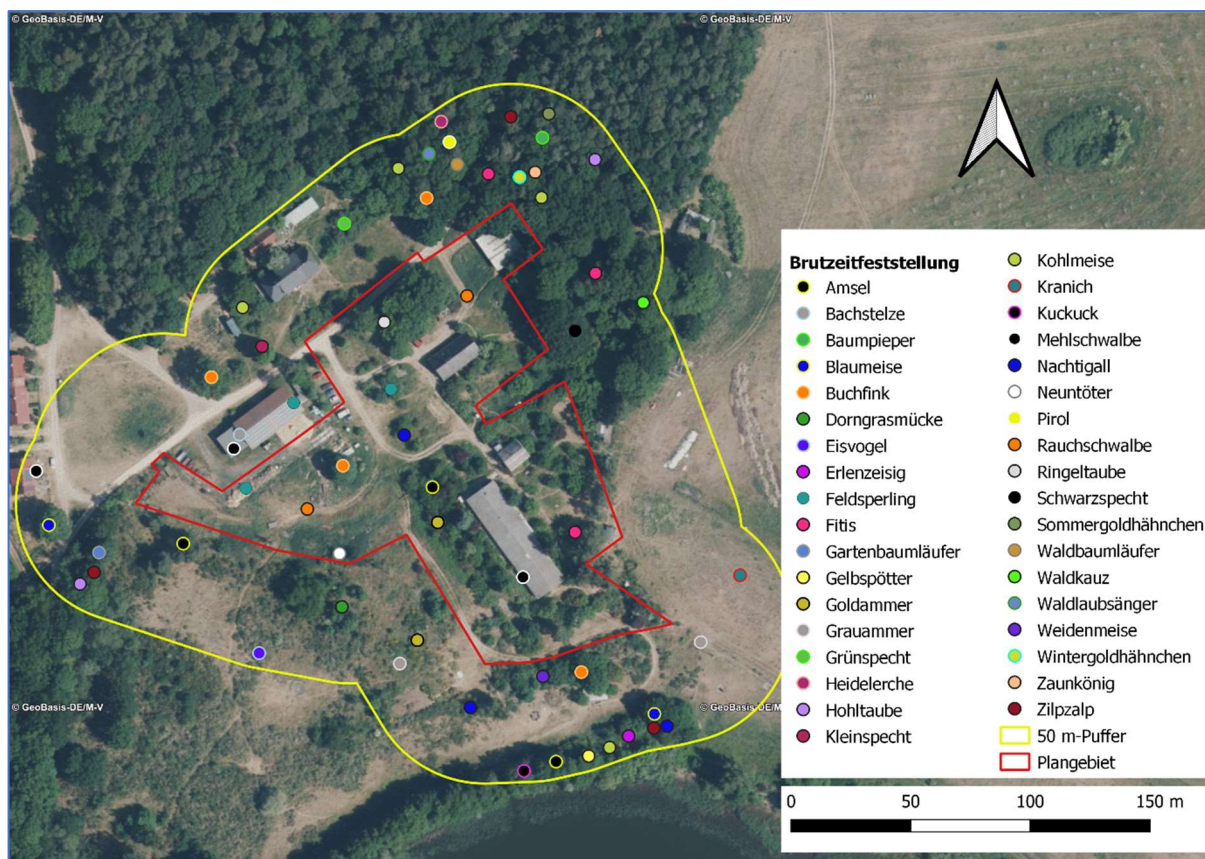 © GeoBasis-DE/M-V
© GeoBasis-DE/M-V
Brutzeitfeststellung
Amsel
Bachstelze
Baumpieper
Blaumeise
Buchfink
Dorngrasmücke
Eisvogel
Erlenzeisig
Feldsperling
Fitis
Gartenbaumläufer
Gelbspötter
Goldammer
Grauammer
Grünspecht
Heidelerche
Hohltaube
Kleinspecht
Kohlmeise
Kranich
Kuckuck
Mehlschwalbe
Nachtigall
Neuntöter
Pirol
Rauchschwalbe
Ringeltaube
Schwarzspecht
Sommergoldhähnchen
Waldbaumläufer
Waldkauz
Waldlaubsänger
Weidenmeise
Wintergoldhähnchen
Zaunkönig
Zilpzalp
50 m-Puffer
Plangebiet
© GeoBasis-DE/M-V
© GeoBasis-DE/M-V
0 50 100 150 m